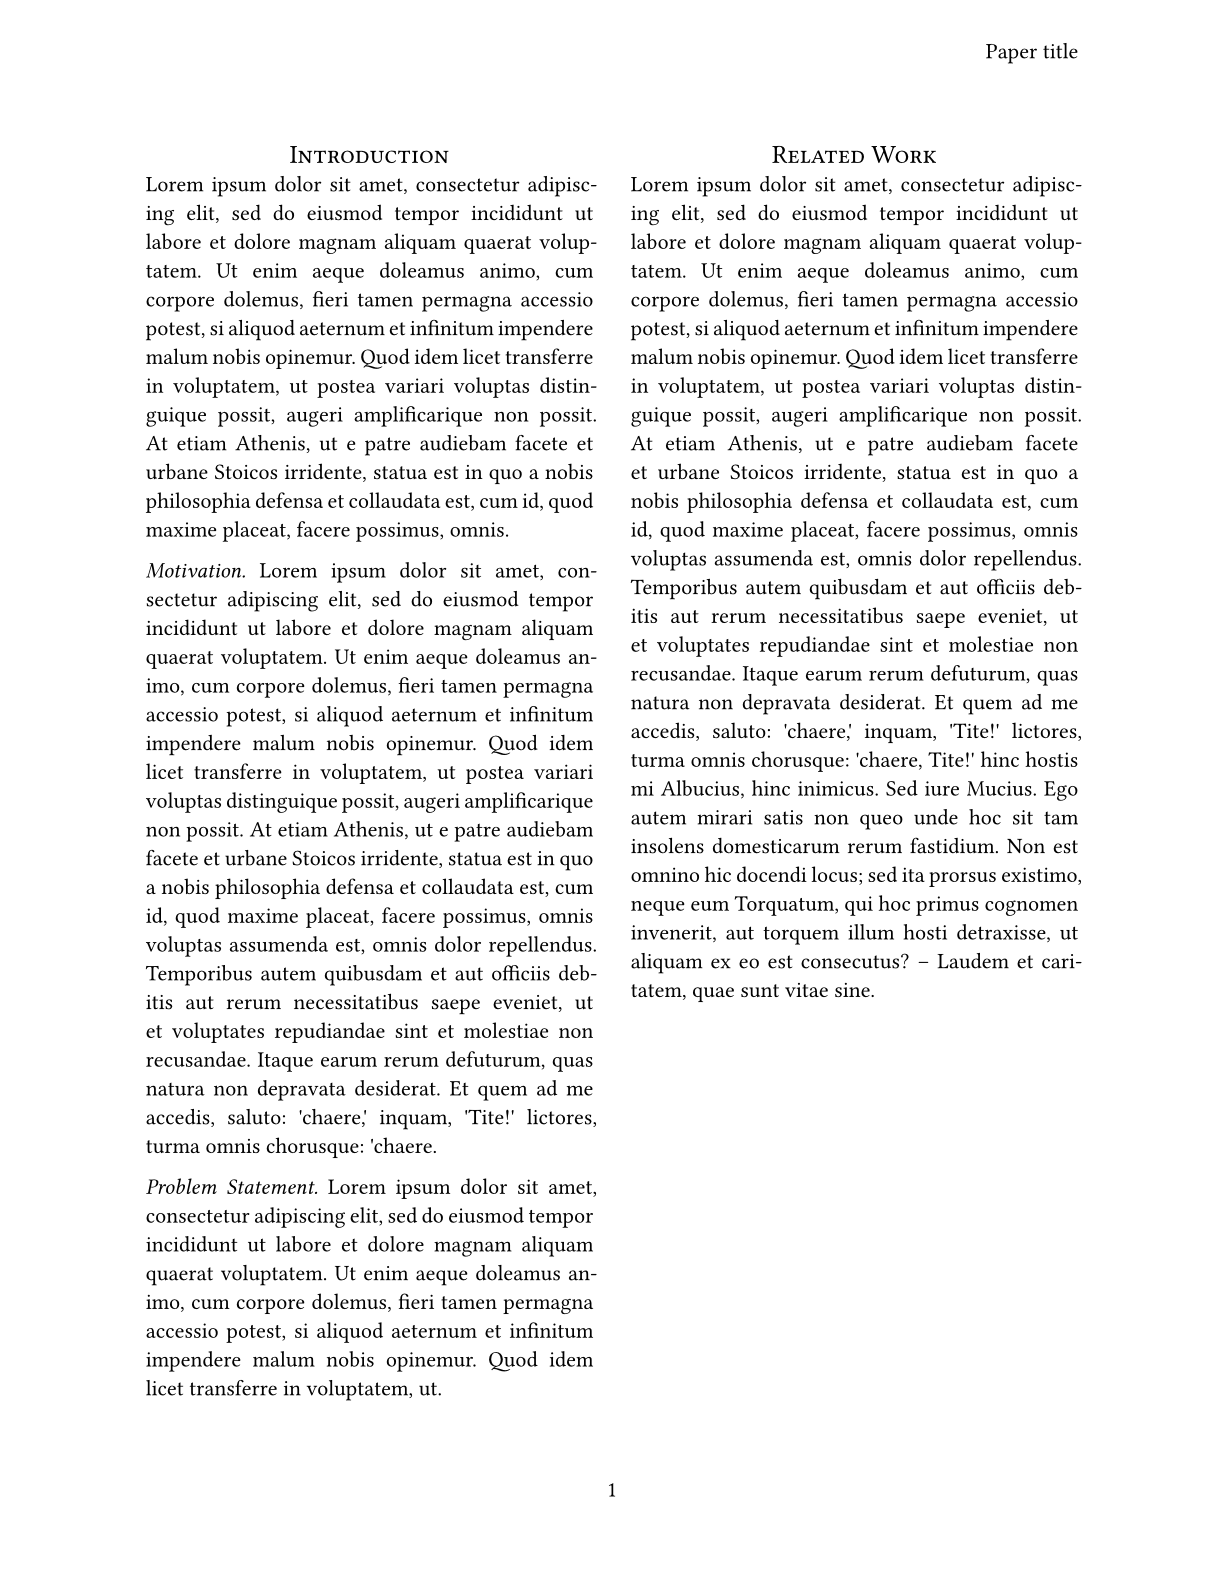 Paper title
Introduction
Lorem ipsum dolor sit amet, consectetur adipisc-
ing elit, sed do eiusmod tempor incididunt ut
labore et dolore magnam aliquam quaerat volup-
tatem. Ut enim aeque doleamus animo, cum
corpore dolemus, fieri tamen permagna accessio
potest, si aliquod aeternum et infinitum impendere
malum nobis opinemur. Quod idem licet transferre
in voluptatem, ut postea variari voluptas distin-
guique possit, augeri amplificarique non possit.
At etiam Athenis, ut e patre audiebam facete et
urbane Stoicos irridente, statua est in quo a nobis
philosophia defensa et collaudata est, cum id, quod
maxime placeat, facere possimus, omnis.
Motivation. Lorem ipsum dolor sit amet, con-
sectetur adipiscing elit, sed do eiusmod tempor
incididunt ut labore et dolore magnam aliquam
quaerat voluptatem. Ut enim aeque doleamus an-
imo, cum corpore dolemus, fieri tamen permagna
accessio potest, si aliquod aeternum et infinitum
impendere malum nobis opinemur. Quod idem
licet transferre in voluptatem, ut postea variari
voluptas distinguique possit, augeri amplificarique
non possit. At etiam Athenis, ut e patre audiebam
facete et urbane Stoicos irridente, statua est in quo
a nobis philosophia defensa et collaudata est, cum
id, quod maxime placeat, facere possimus, omnis
voluptas assumenda est, omnis dolor repellendus.
Temporibus autem quibusdam et aut officiis deb-
itis aut rerum necessitatibus saepe eveniet, ut
et voluptates repudiandae sint et molestiae non
recusandae. Itaque earum rerum defuturum, quas
natura non depravata desiderat. Et quem ad me
accedis, saluto: 'chaere,' inquam, 'Tite!' lictores,
turma omnis chorusque: 'chaere.
Problem Statement. Lorem ipsum dolor sit amet,
consectetur adipiscing elit, sed do eiusmod tempor
incididunt ut labore et dolore magnam aliquam
quaerat voluptatem. Ut enim aeque doleamus an-
imo, cum corpore dolemus, fieri tamen permagna
accessio potest, si aliquod aeternum et infinitum
impendere malum nobis opinemur. Quod idem
licet transferre in voluptatem, ut.
Related Work
Lorem ipsum dolor sit amet, consectetur adipisc-
ing elit, sed do eiusmod tempor incididunt ut
labore et dolore magnam aliquam quaerat volup-
tatem. Ut enim aeque doleamus animo, cum
corpore dolemus, fieri tamen permagna accessio
potest, si aliquod aeternum et infinitum impendere
malum nobis opinemur. Quod idem licet transferre
in voluptatem, ut postea variari voluptas distin-
guique possit, augeri amplificarique non possit.
At etiam Athenis, ut e patre audiebam facete
et urbane Stoicos irridente, statua est in quo a
nobis philosophia defensa et collaudata est, cum
id, quod maxime placeat, facere possimus, omnis
voluptas assumenda est, omnis dolor repellendus.
Temporibus autem quibusdam et aut officiis deb-
itis aut rerum necessitatibus saepe eveniet, ut
et voluptates repudiandae sint et molestiae non
recusandae. Itaque earum rerum defuturum, quas
natura non depravata desiderat. Et quem ad me
accedis, saluto: 'chaere,' inquam, 'Tite!' lictores,
turma omnis chorusque: 'chaere, Tite!' hinc hostis
mi Albucius, hinc inimicus. Sed iure Mucius. Ego
autem mirari satis non queo unde hoc sit tam
insolens domesticarum rerum fastidium. Non est
omnino hic docendi locus; sed ita prorsus existimo,
neque eum Torquatum, qui hoc primus cognomen
invenerit, aut torquem illum hosti detraxisse, ut
aliquam ex eo est consecutus? – Laudem et cari-
tatem, quae sunt vitae sine.
1